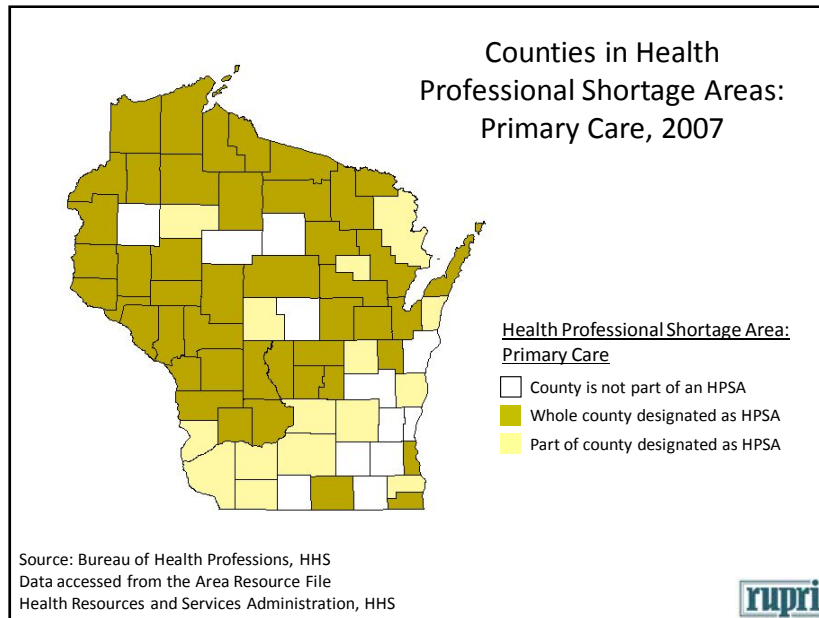 Counties in Health
Professional Shortage Areas:
Primary Care, 2007
Health Professional Shortage Area:
Primary Care
County is not part of an HPSA
Whole county designated as HPSA
Part of county designated as HPSA
Source: Bureau of Health Professions, HHS
Data accessed from the Area Resource File
Health Resources and Services Administration, HHS
rupri